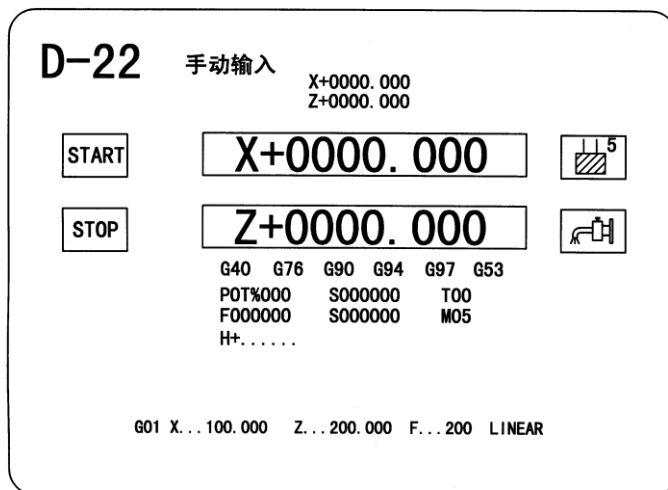 D-22 手动输入
X+0000.000
Z+0000.000
START X+0000.000 5
STOP Z+0000.000
G40 G76 G90 G94 G97 G53
POT%000 S000000 T00
F000000 S000000 M05
H+......
G01 X...100.000 Z...200.000 F...200 LINEAR